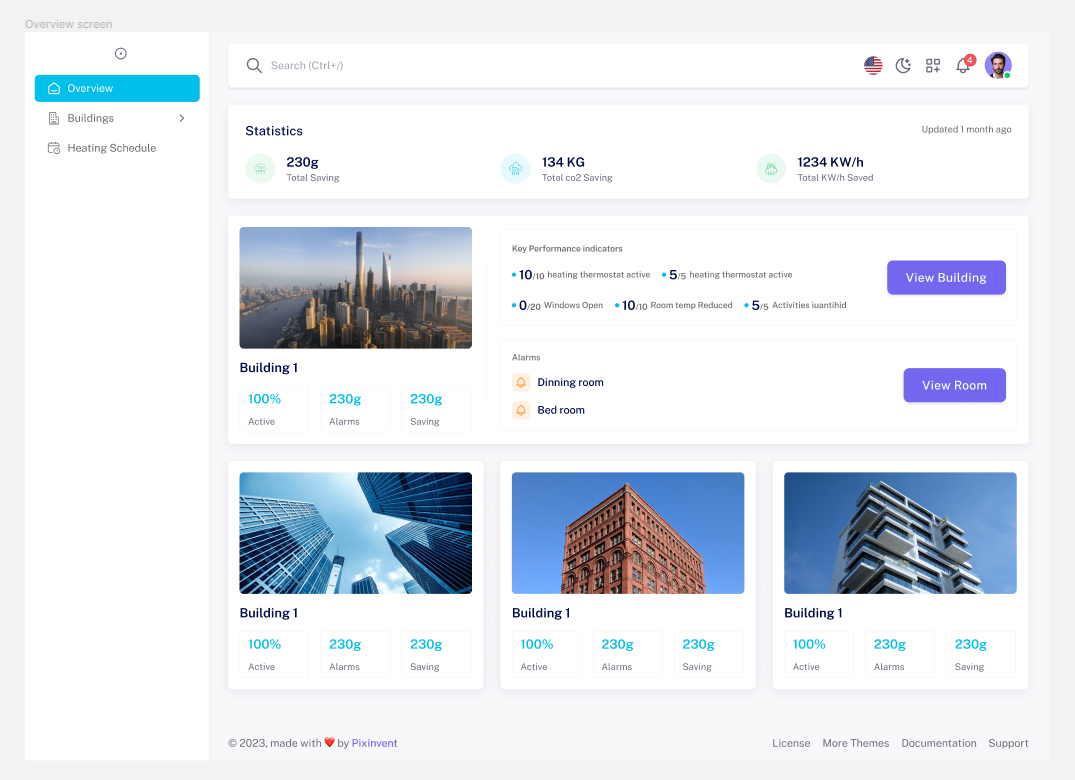 Overview screen
Overview
Buildings
Heating Schedule
Search (Ctrl+/)
4
Statistics
Updated 1 month ago
230g
Total Saving
134 KG
Total co2 Saving
1234 KW/h
Total KW/h Saved
Building 1
100%
Active
230g
Alarms
230g
Saving
Key Performance indicators
10/10 heating thermostat active
5/5 heating thermostat active
0/20 Windows Open
10/10 Room temp Reduced
5/5 Activities iuantihid
View Building
Alarms
Dinning room
Bed room
View Room
Building 1
100%
Active
230g
Alarms
230g
Saving
Building 1
100%
Active
230g
Alarms
230g
Saving
Building 1
100%
Active
230g
Alarms
230g
Saving
© 2023, made with ❤️ by Pixinvent
License
More Themes
Documentation
Support